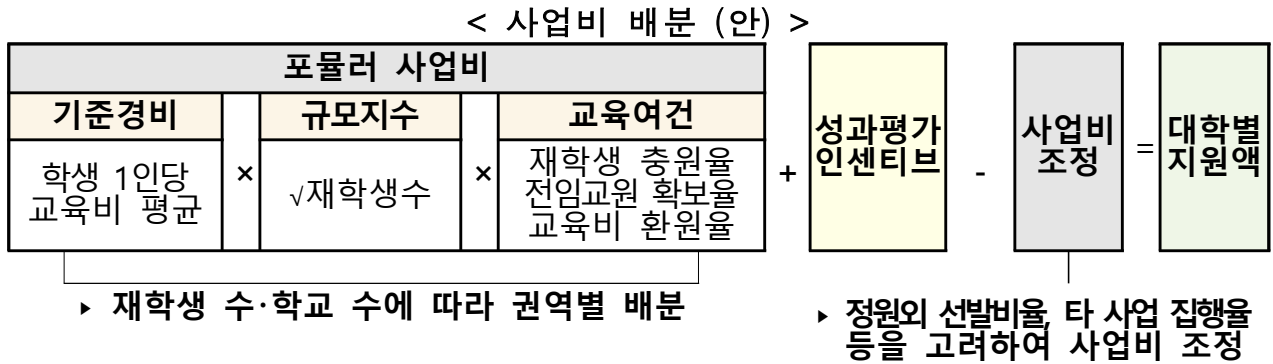 < 사업비 배분 (안) >
포뮬러 사업비
기준경비
×
규모지수
×
교육여건
학생 1인당
교육비 평균
√재학생수
재학생 충원율
전임교원 확보율
교육비 환원율
+
성과평가
인센티브
-
사업비
조정
=
대학별
지원액
▸ 재학생 수·학교 수에 따라 권역별 배분
▸ 정원외 선발비율, 타 사업 집행율
등을 고려하여 사업비 조정